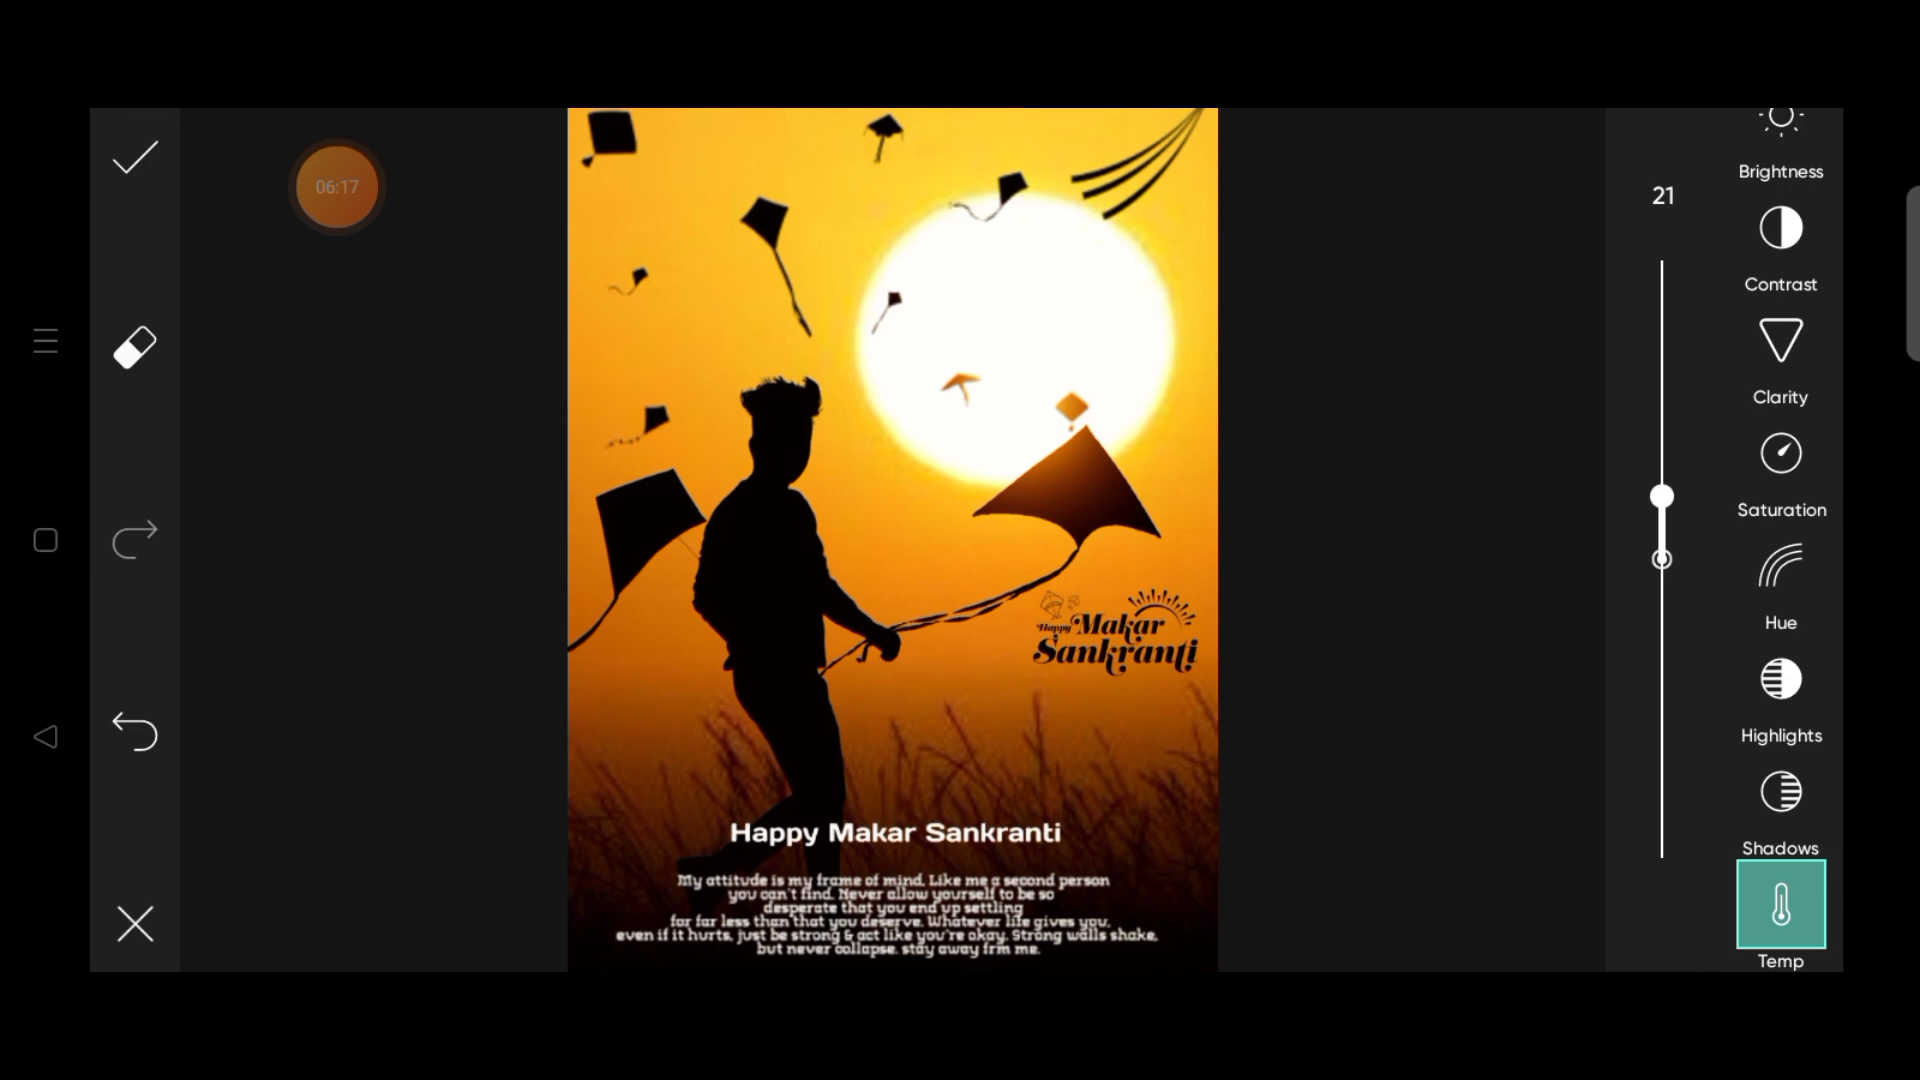 06:17
Happy Makar
Sankranti
Happy Makar Sankranti
My attitude is my frame of mind. Like me a second person
you can't find. Never allow yourself to be so
desperate that you end up settling
for far less than that you deserve. Whatever life gives you,
even if it hurts, just be strong & act like you're okay. Strong walls shake,
but never collapse. stay away frm me.
21
Brightness
Contrast
Clarity
Saturation
Hue
Highlights
Shadows
Temp